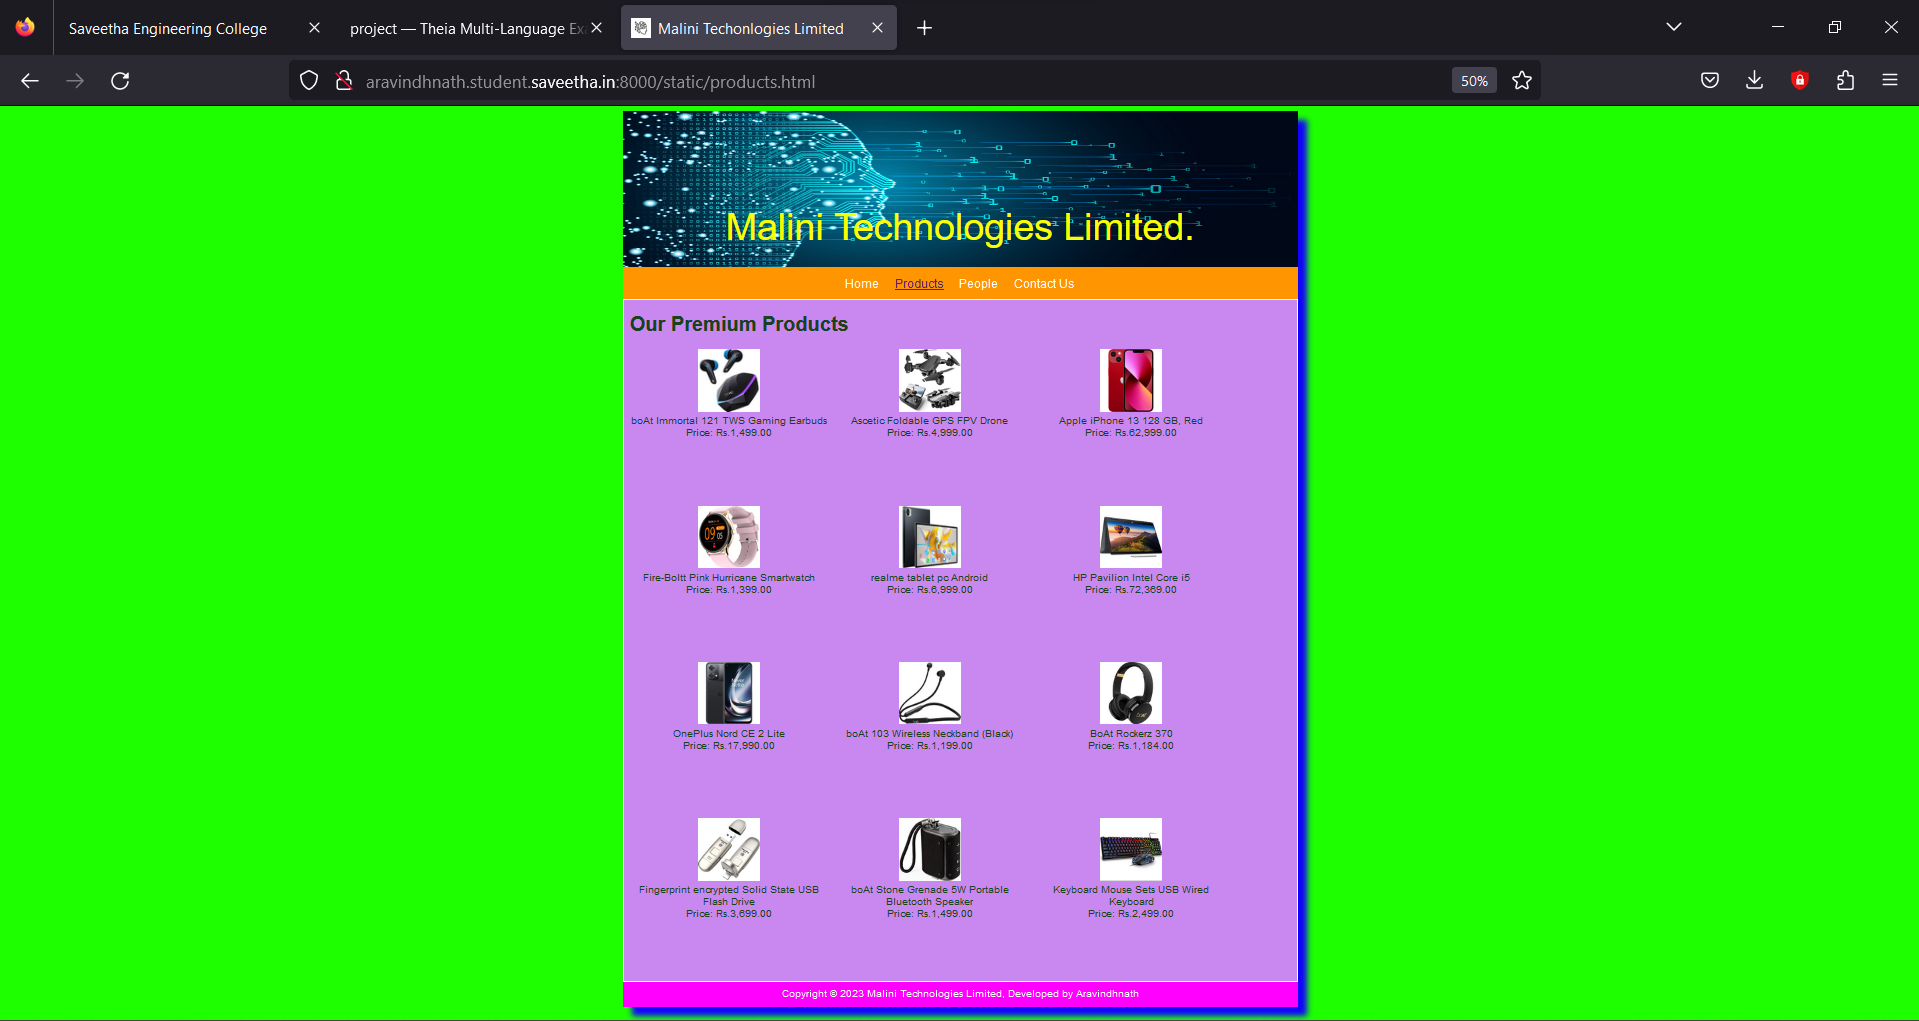 Saveetha Engineering College
project — Theia Multi-Language Ex
Malini Techonlogies Limited
aravindhnath.student.saveetha.in:8000/static/products.html
50%
Malini Technologies Limited.
Home Products People Contact Us
Our Premium Products
boAt Immortal 121 TWS Gaming Earbuds
Price: Rs.1,499.00
Ascetic Foldable GPS FPV Drone
Price: Rs.4,999.00
Apple iPhone 13 128 GB, Red
Price: Rs.62,999.00
Fire-Boltt Pink Hurricane Smartwatch
Price: Rs.1,399.00
realme tablet pc Android
Price: Rs.6,999.00
HP Pavilion Intel Core i5
Price: Rs.72,369.00
OnePlus Nord CE 2 Lite
Price: Rs.17,990.00
boAt 103 Wireless Neckband (Black)
Price: Rs.1,199.00
BoAt Rockerz 370
Price: Rs.1,184.00
Fingerprint encrypted Solid State USB
Flash Drive
Price: Rs.3,699.00
boAt Stone Grenade 5W Portable
Bluetooth Speaker
Price: Rs.1,499.00
Keyboard Mouse Sets USB Wired
Keyboard
Price: Rs.2,499.00
Copyright © 2023 Malini Technologies Limited, Developed by Aravindhnath